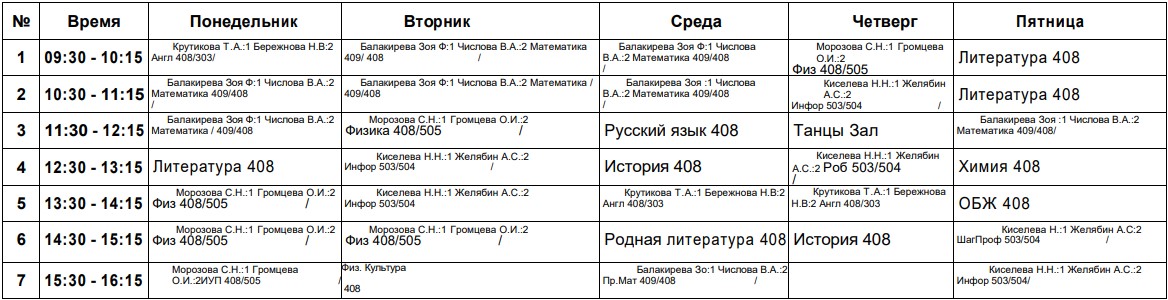 № Время Понедельник Вторник Среда Четверг Пятница
1 09:30 - 10:15
Крутикова Т.А.:1 Бережнова Н.В:2
Англ 408/303/
Балакирева Зоя Ф:1 Числова В.А.:2 Математика
409/ 408 /
Балакирева Зоя Ф:1 Числова
В.А.:2 Математика 409/408
/
Морозова С.Н.:1 Громцева
О.И.:2
Физ 408/505
Литература 408
2 10:30 - 11:15
Балакирева Зоя Ф:1 Числова В.А.:2
Математика 409/408
/
Балакирева Зоя Ф:1 Числова В.А.:2 Математика /
409/408
Балакирева Зоя :1 Числова
В.А.:2 Математика 409/408
/
Киселева Н.Н.:1 Желябин
А.С.:2
Инфор 503/504 /
Литература 408
3 11:30 - 12:15
Балакирева Зоя Ф:1 Числова В.А.:2
Математика / 409/408
Морозова С.Н.:1 Громцева О.И.:2
Физика 408/505 /
Русский язык 408
Танцы Зал
Балакирева Зоя :1 Числова В.А.:2
Математика 409/408/
4 12:30 - 13:15
Литература 408
Киселева Н.Н.:1 Желябин А.С.:2
Инфор 503/504 /
История 408
Киселева Н.Н.:1 Желябин
А.С.:2 Роб 503/504
/
Химия 408
5 13:30 - 14:15
Морозова С.Н.:1 Громцева О.И.:2
Физ 408/505 /
Киселева Н.Н.:1 Желябин А.С.:2
Инфор 503/504
Крутикова Т.А.:1 Бережнова Н.В:2
Англ 408/303
Крутикова Т.А.:1 Бережнова
Н.В:2 Англ 408/303
ОБЖ 408
6 14:30 - 15:15
Морозова С.Н.:1 Громцева О.И.:2
Физ 408/505 /
Морозова С.Н.:1 Громцева О.И.:2
Физ 408/505 /
Родная литература 408
История 408
Киселева Н :1 Желябин А.С.:2
ШагПроф 503/504 /
7 15:30 - 16:15
Морозова С.Н.:1 Громцева
О.И.:2ИУП 408/505 /
Физ. Культура
408
Балакирева Зо:1 Числова В.А.:2
Пр.Мат 409/408 /
Киселева Н.Н.:1 Желябин А.С.:2
Инфор 503/504/